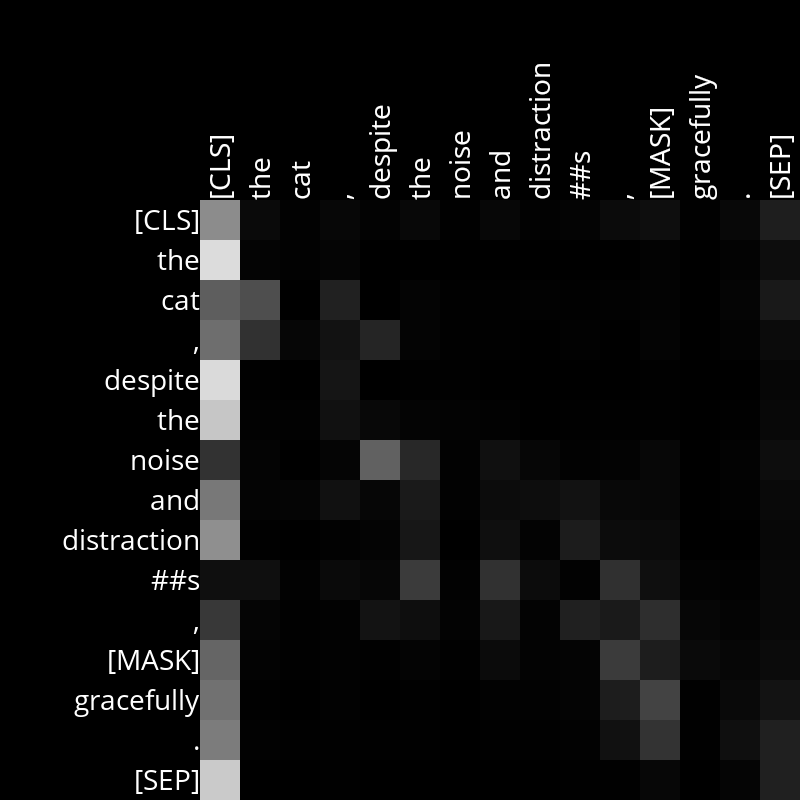 [CLS] the cat , despite the noise and distraction ##s , [MASK] gracefully . [SEP]
[CLS]
the
cat
,
despite
the
noise
and
distraction
##s
,
[MASK]
gracefully
.
[SEP]